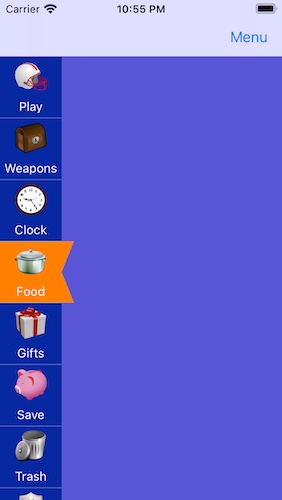 Carrier 10:55 PM
Menu
Play
Weapons
Clock
Food
Gifts
Save
Trash